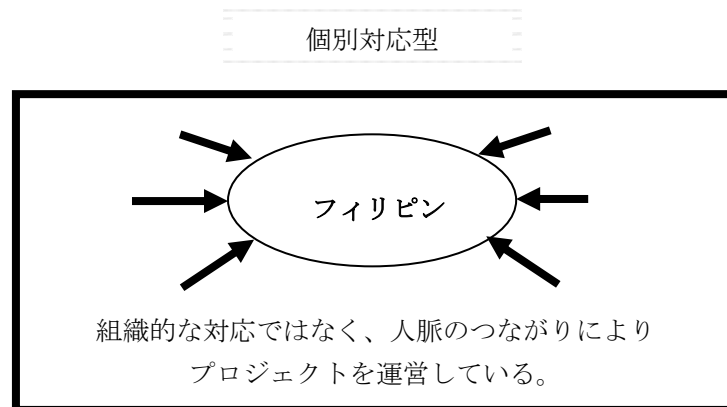 個別対応型
フィリピン
組織的な対応ではなく、人脈のつながりにより
プロジェクトを運営している。